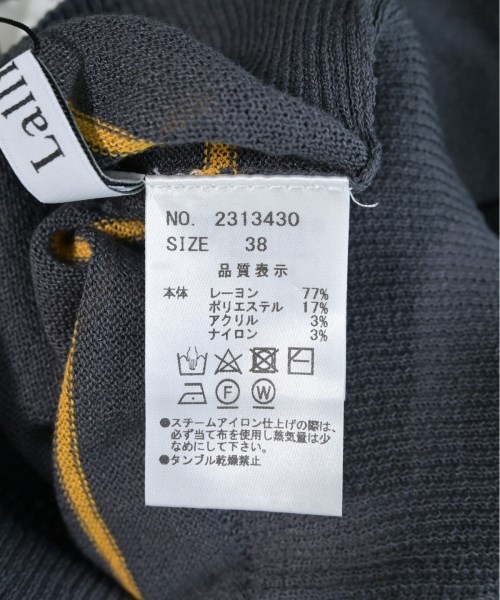 Lall
NO. 2313430
SIZE 38
品質表示
本体 レーヨン 77%
ポリエステル 17%
アクリル 3%
ナイロン 3%
F W
●スチームアイロン仕上げの際は、
必ず当て布を使用し蒸気量は少
なめにして下さい。
●タンブル乾燥禁止